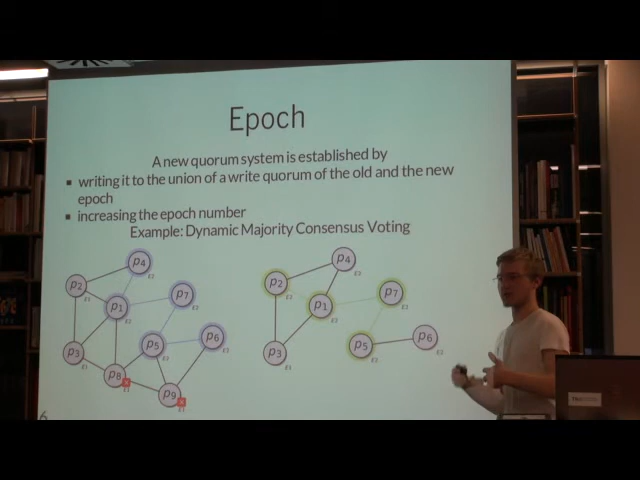 Epoch
A new quorum system is established by
▪ writing it to the union of a write quorum of the old and the new
epoch
▪ increasing the epoch number
Example: Dynamic Majority Consensus Voting
p4
p2
p1
p7
p3
p5
p6
p8
p9
p4
p2
p1
p7
p3
p5
p6
6